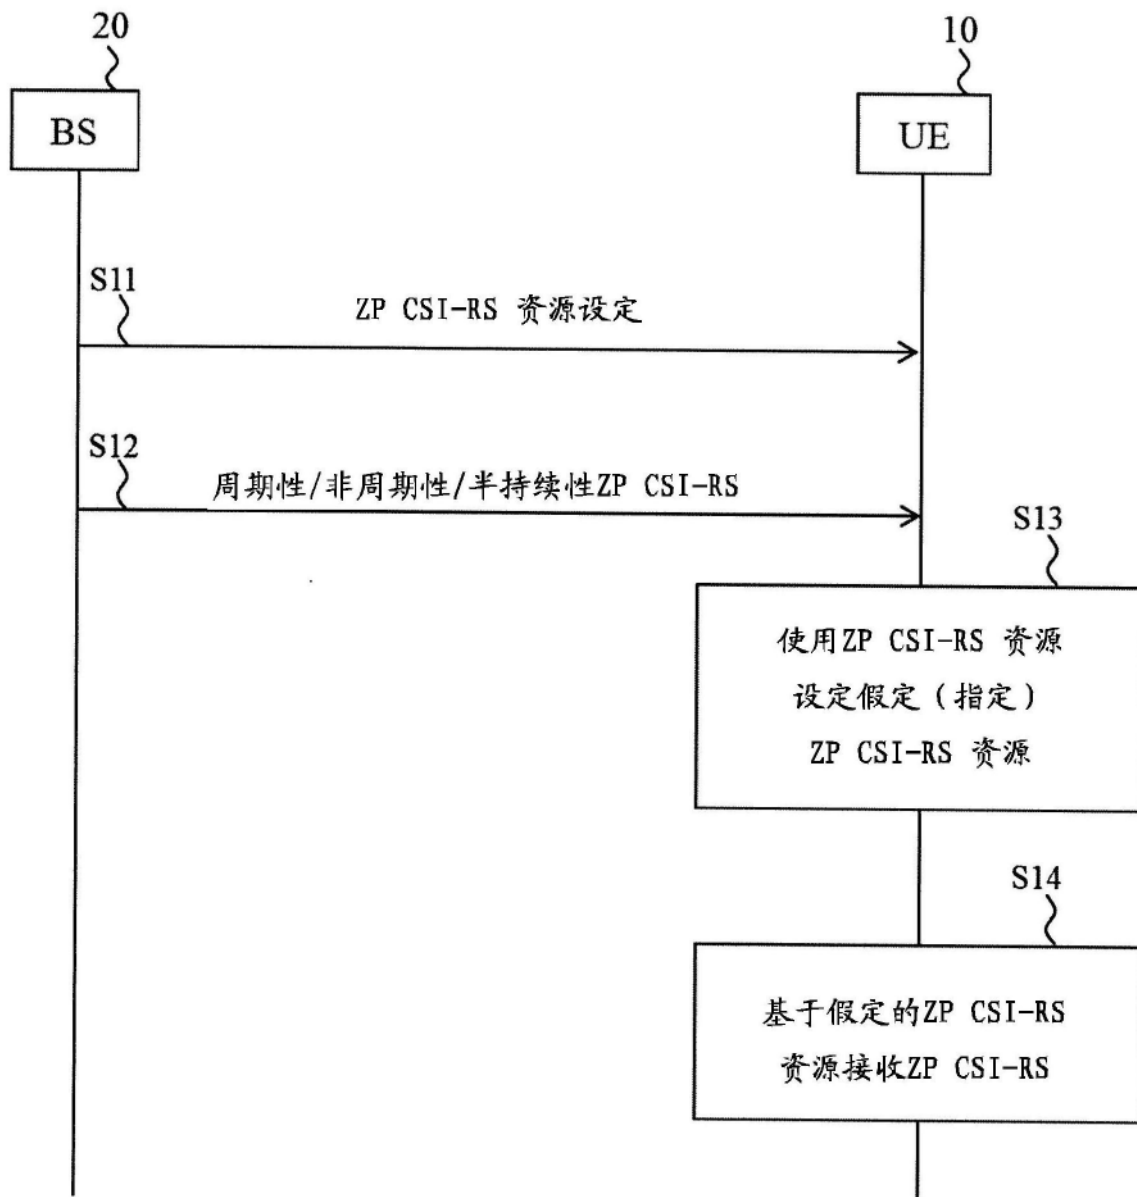 20
10
BS
UE
S11
ZP CSI-RS 资源设定
S12
周期性/非周期性/半持续性ZP CSI-RS
S13
使用ZP CSI-RS 资源
设定假定（指定）
ZP CSI-RS 资源
S14
基于假定的ZP CSI-RS
资源接收ZP CSI-RS